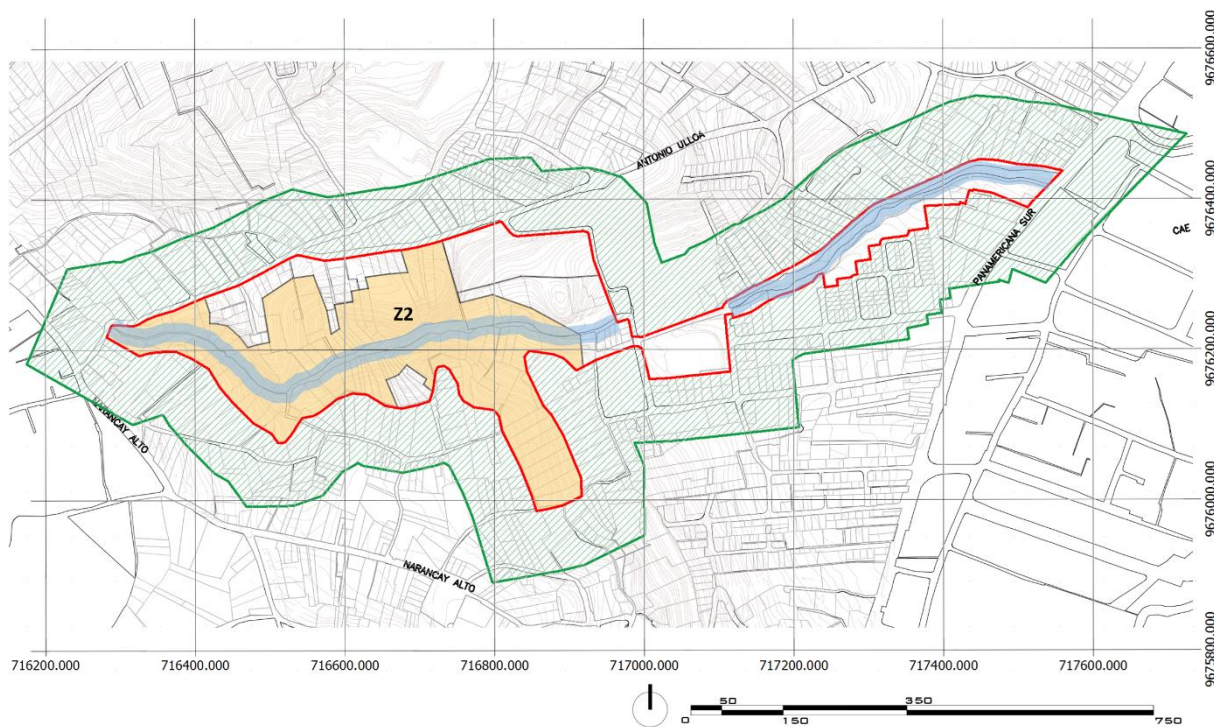 9676600.000
ANTONIO ULLOA
9676400.000
PANAMERICANA SUR
CAE
Z2
9676200.000
NARANCAY ALTO
9676000.000
NARANCAY ALTO
9675800.000
716200.000 716400.000 716600.000 716800.000 717000.000 717200.000 717400.000 717600.000
50 350
0 150 750